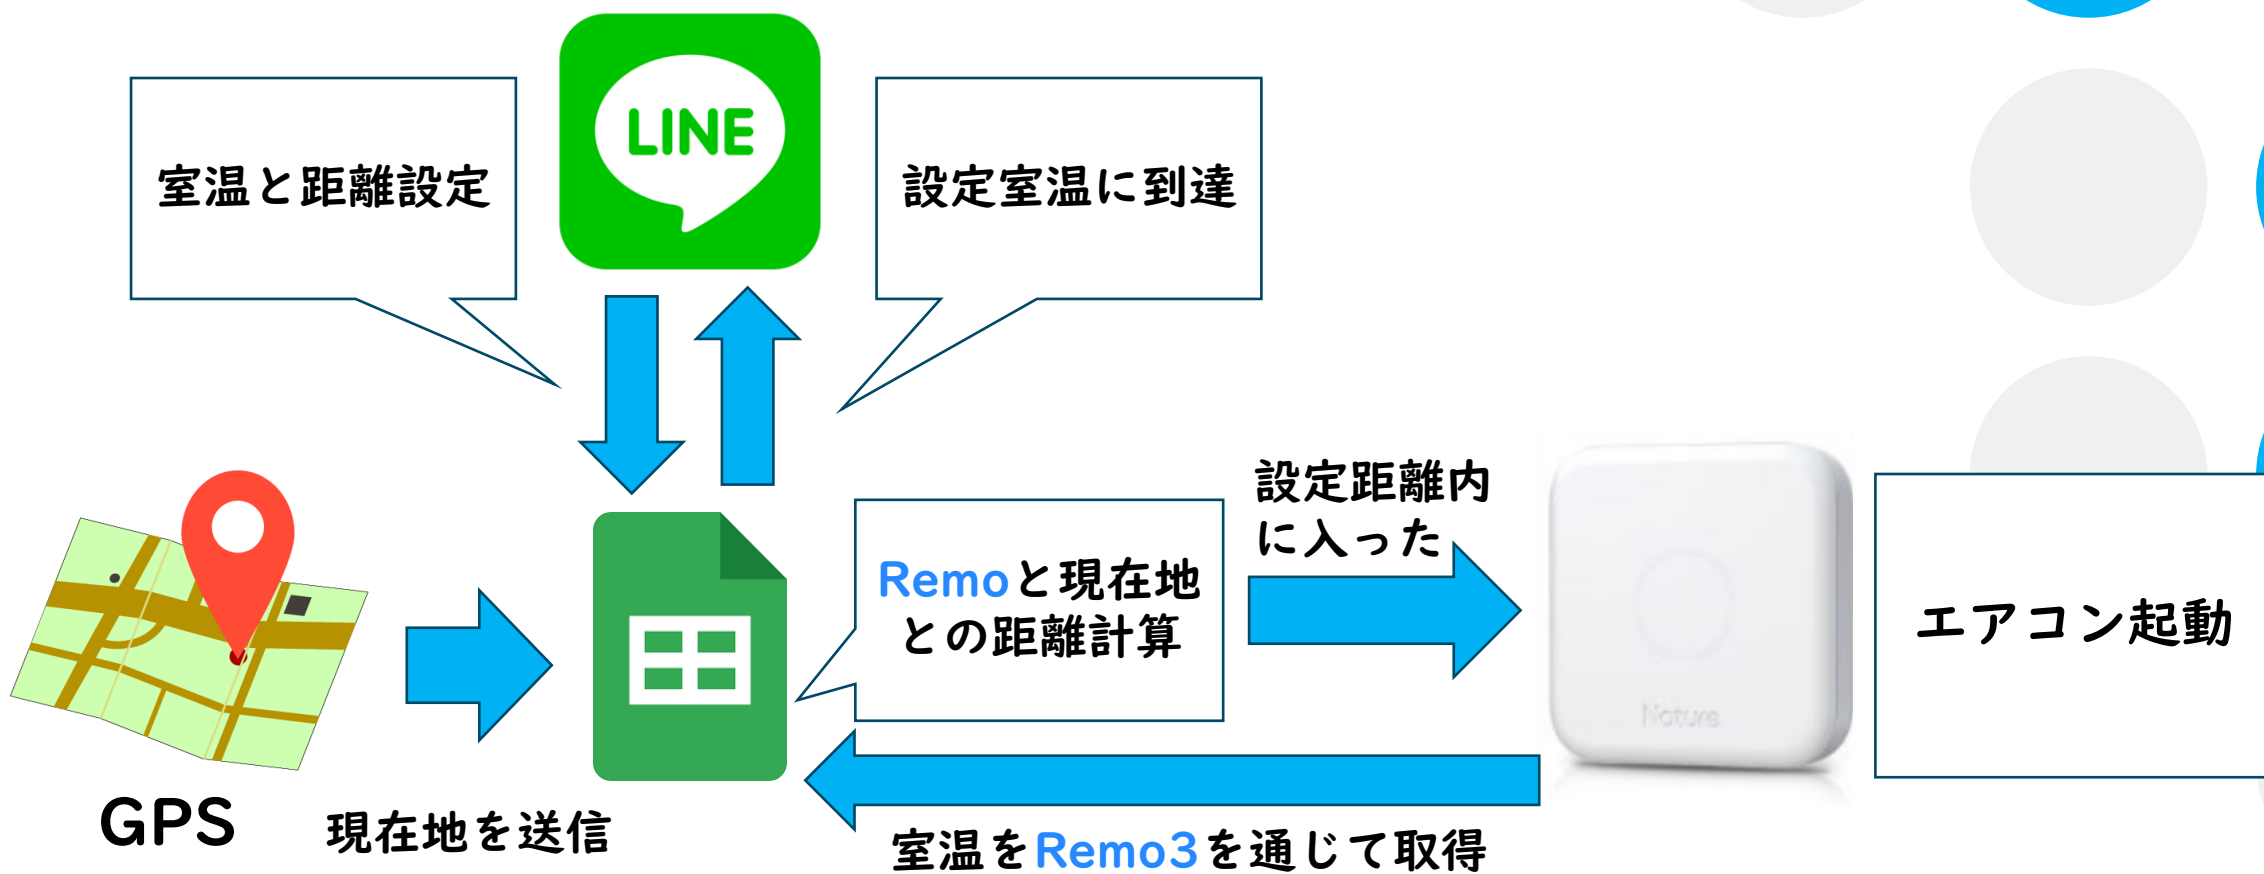 LINE
室温と距離設定
設定室温に到達
設定距離内
に入った
Remoと現在地
との距離計算
エアコン起動
Nature
GPS
現在地を送信
室温をRemo3を通じて取得